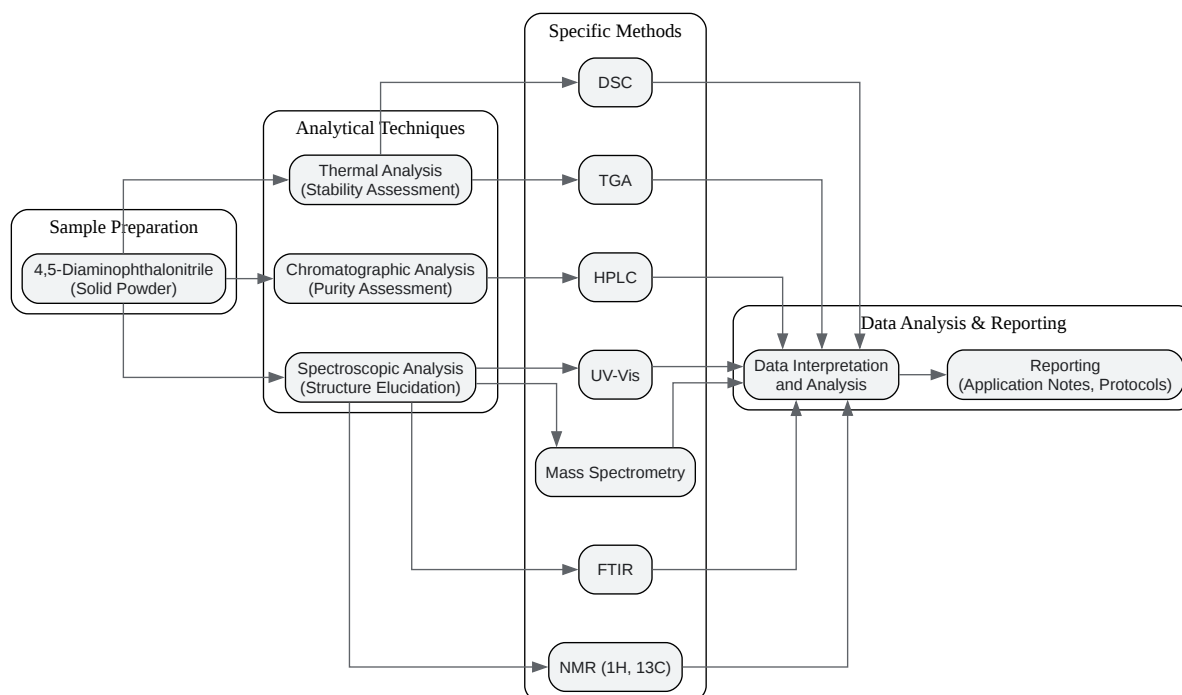 Sample Preparation
4,5-Diaminophthalonitrile
(Solid Powder)
Analytical Techniques
Thermal Analysis
(Stability Assessment)
Chromatographic Analysis
(Purity Assessment)
Spectroscopic Analysis
(Structure Elucidation)
Specific Methods
DSC
TGA
HPLC
UV-Vis
Mass Spectrometry
FTIR
NMR (1H, 13C)
Data Analysis & Reporting
Data Interpretation
and Analysis
Reporting
(Application Notes, Protocols)